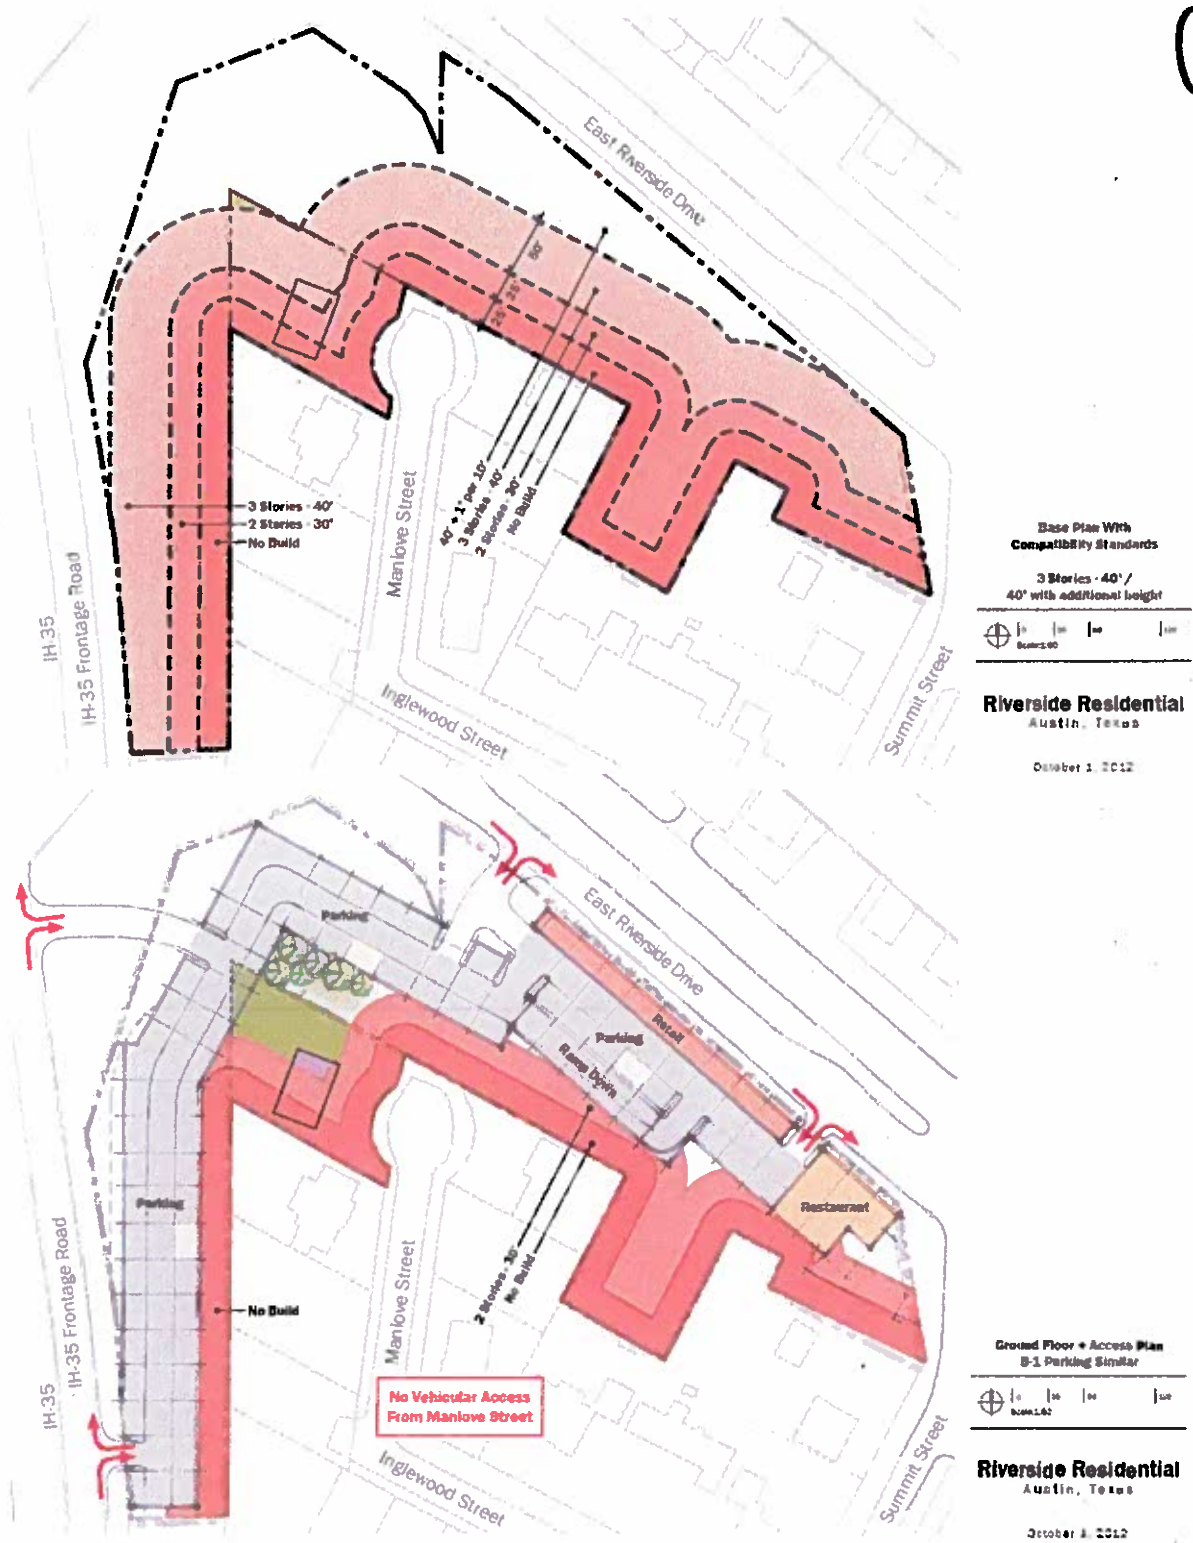 East Riverside Drive
50'
25'
25'
40' + 1' per 10'
3 Stories - 40'
2 Stories - 30'
No Build
3 Stories - 40'
2 Stories - 30'
No Build
Manlove Street
IH-35
IH-35 Frontage Road
Inglewood Street
Summit Street
Base Plan With
Compatibility Standards
3 Stories - 40' /
40' with additional height
Riverside Residential
Austin, Texas
October 1, 2012
East Riverside Drive
Parking
Retail
Parking
Ramp Down
Parking
Restaurant
2 Stories - 30'
No Build
No Build
Manlove Street
IH-35
IH-35 Frontage Road
No Vehicular Access
From Manlove Street
Inglewood Street
Summit Street
Ground Floor + Access Plan
B-1 Parking Similar
Riverside Residential
Austin, Texas
October 1, 2012